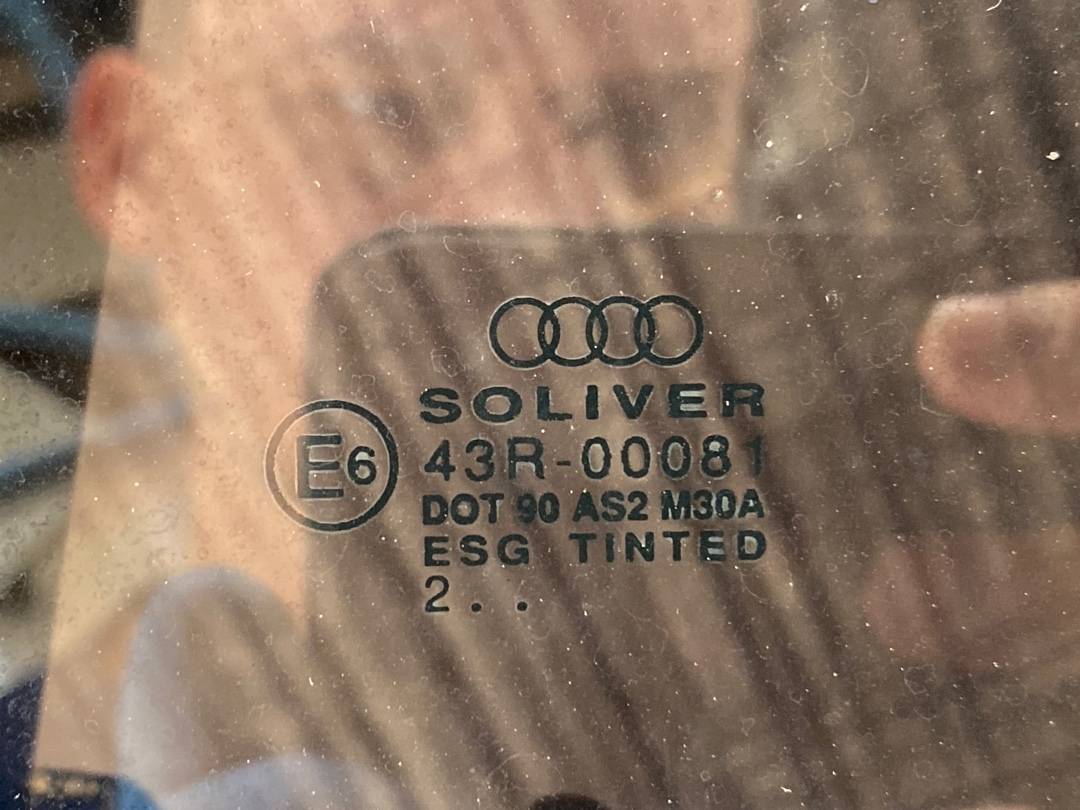 SOLIVER
E6 43R-00081
DOT 90 AS2 M30A
ESG TINTED
2 . .